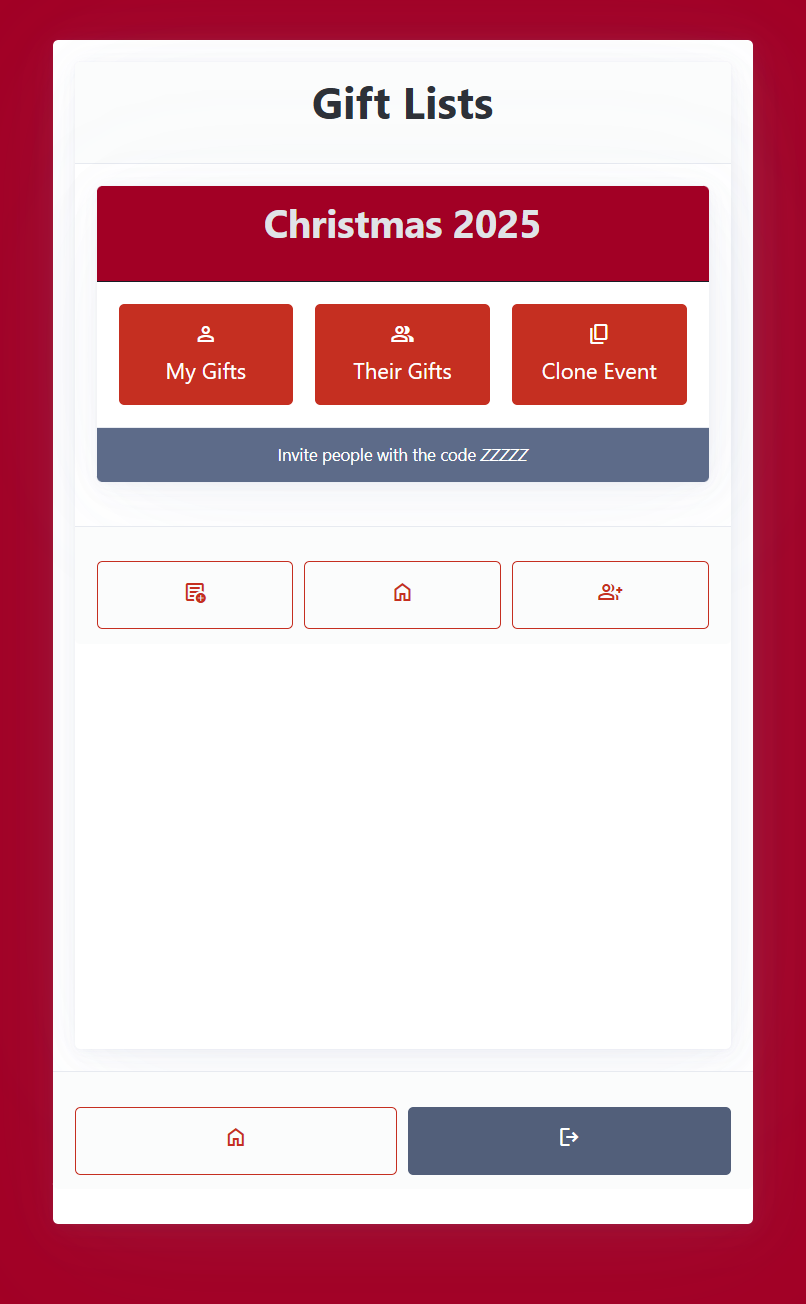 Gift Lists
Christmas 2025
My Gifts
Their Gifts
Clone Event
Invite people with the code ZZZZZ